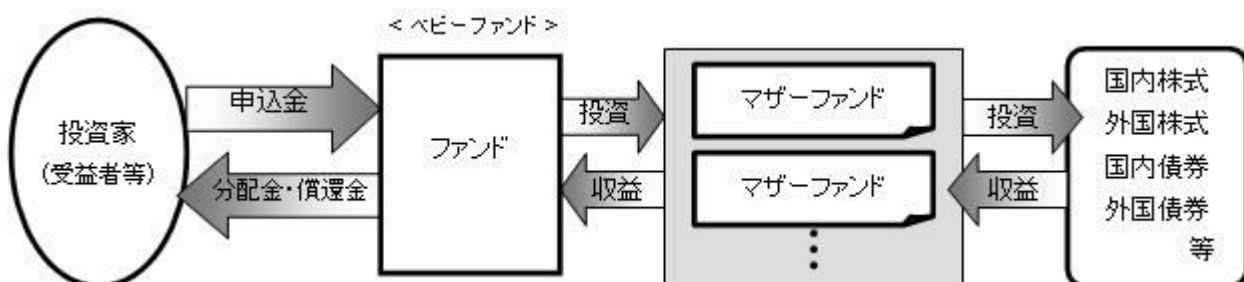 < ベビーファンド >
投資家
(受益者等)
申込金
分配金・償還金
ファンド
投資
収益
マザーファンド
マザーファンド
投資
収益
国内株式
外国株式
国内債券
外国債券
等